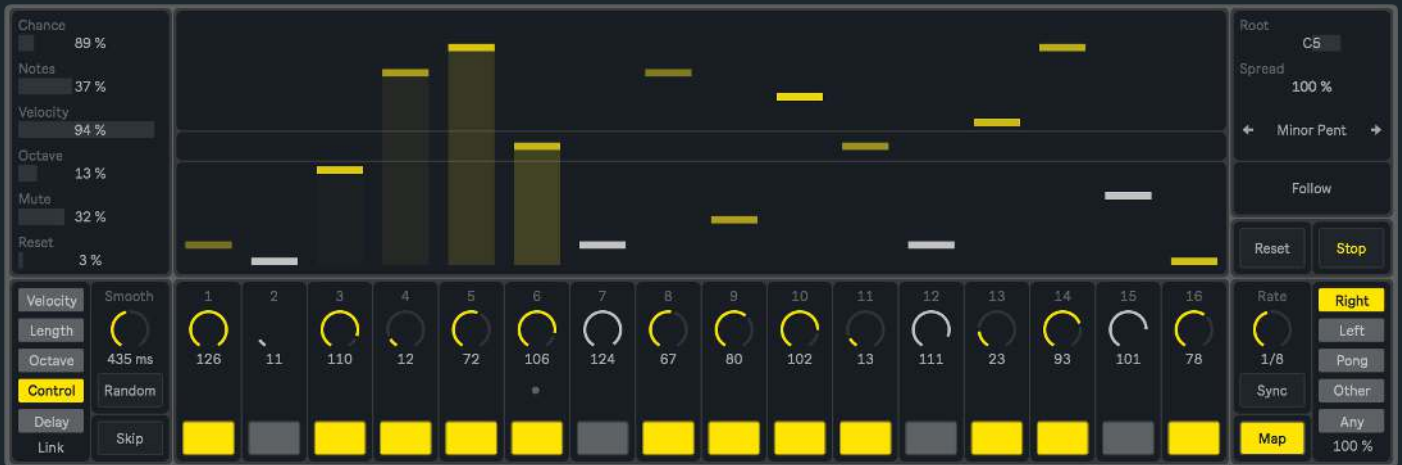 Chance
89 %
Notes
37 %
Velocity
94 %
Octave
13 %
Mute
32 %
Reset
3 %
Root
C5
Spread
100 %
Minor Pent
Follow
Reset Stop
Velocity
Length
Octave
Control
Delay
Link
Smooth
435 ms
Random
Skip
1 2 3 4 5 6 7 8 9 10 11 12 13 14 15 16
126 11 110 12 72 106 124 67 80 102 13 111 23 93 101 78
Rate
1/8
Sync
Map
Right
Left
Pong
Other
Any
100 %